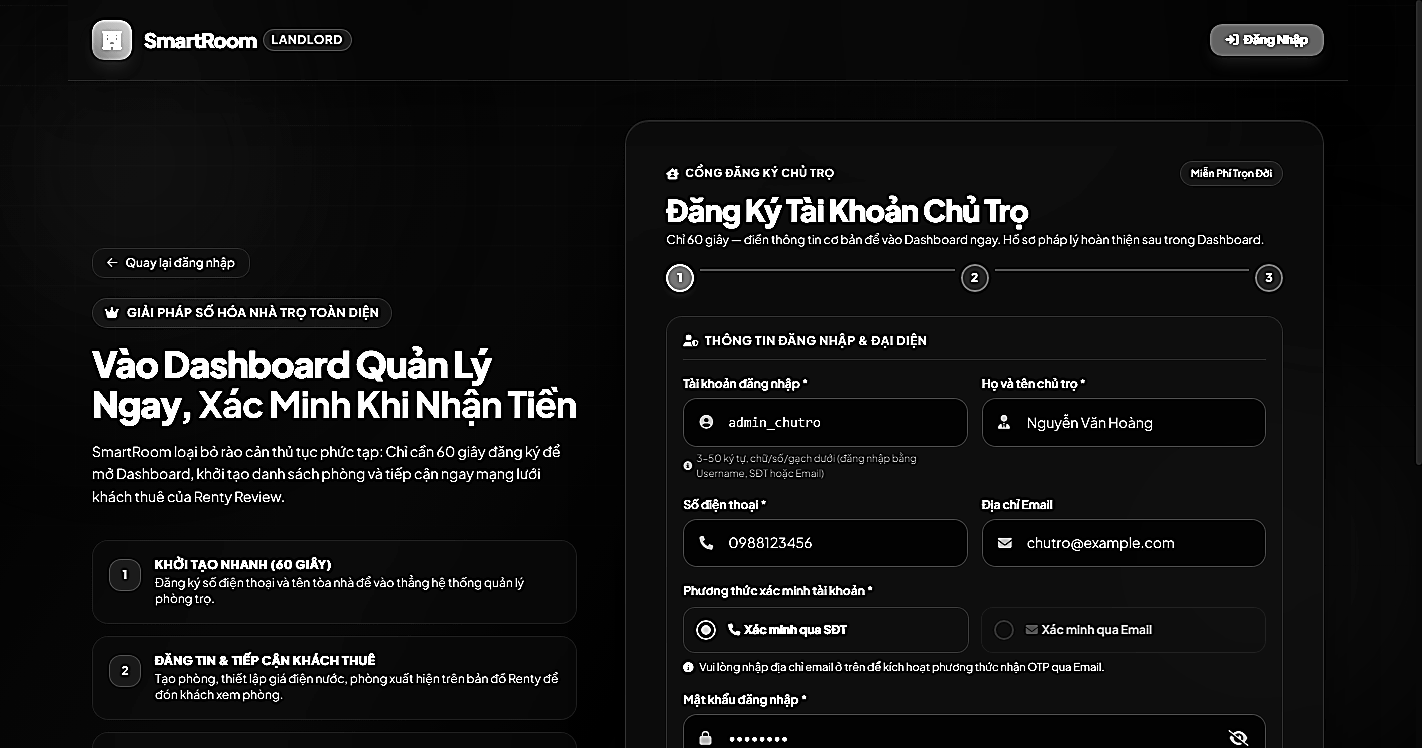 SmartRoom LANDLORD
Đăng Nhập
← Quay lại đăng nhập
GIẢI PHÁP SỐ HÓA NHÀ TRỌ TOÀN DIỆN
Vào Dashboard Quản Lý
Ngay, Xác Minh Khi Nhận Tiền
SmartRoom loại bỏ rào cản thủ tục phức tạp: Chỉ cần 60 giây đăng ký để
mở Dashboard, khởi tạo danh sách phòng và tiếp cận ngay mạng lưới
khách thuê của Renty Review.
1
KHỞI TẠO NHANH (60 GIÂY)
Đăng ký số điện thoại và tên tòa nhà để vào thẳng hệ thống quản lý
phòng trọ.
2
ĐĂNG TIN & TIẾP CẬN KHÁCH THUÊ
Tạo phòng, thiết lập giá điện nước, phòng xuất hiện trên bản đồ Renty để
đón khách xem phòng.
CỔNG ĐĂNG KÝ CHỦ TRỌ
Miễn Phí Trọn Đời
Đăng Ký Tài Khoản Chủ Trọ
Chỉ 60 giây — điền thông tin cơ bản để vào Dashboard ngay. Hồ sơ pháp lý hoàn thiện sau trong Dashboard.
1 2 3
THÔNG TIN ĐĂNG NHẬP & ĐẠI DIỆN
Tài khoản đăng nhập *
admin_chutro
3-50 ký tự, chữ/số/gạch dưới (đăng nhập bằng
Username, SĐT hoặc Email)
Họ và tên chủ trọ *
Nguyễn Văn Hoàng
Số điện thoại *
0988123456
Địa chỉ Email
chutro@example.com
Phương thức xác minh tài khoản *
Xác minh qua SĐT
Xác minh qua Email
Vui lòng nhập địa chỉ email ở trên để kích hoạt phương thức nhận OTP qua Email.
Mật khẩu đăng nhập *
••••••••